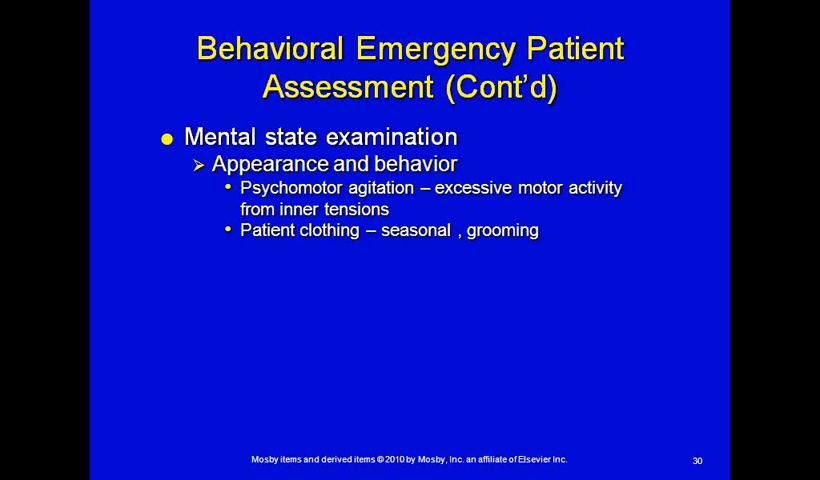 Behavioral Emergency Patient
Assessment (Cont’d)
Mental state examination
Appearance and behavior
Psychomotor agitation – excessive motor activity
from inner tensions
Patient clothing – seasonal , grooming
Mosby items and derived items © 2010 by Mosby, Inc. an affiliate of Elsevier Inc.
30